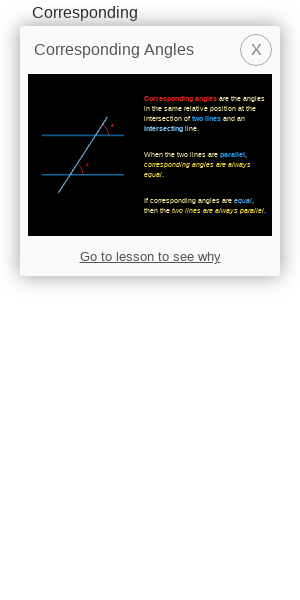 Corresponding
Corresponding Angles
X
Corresponding angles are the angles
in the same relative position at the
intersection of two lines and an
intersecting line.
When the two lines are parallel,
corresponding angles are always
equal.
If corresponding angles are equal,
then the two lines are always parallel.
Go to lesson to see why